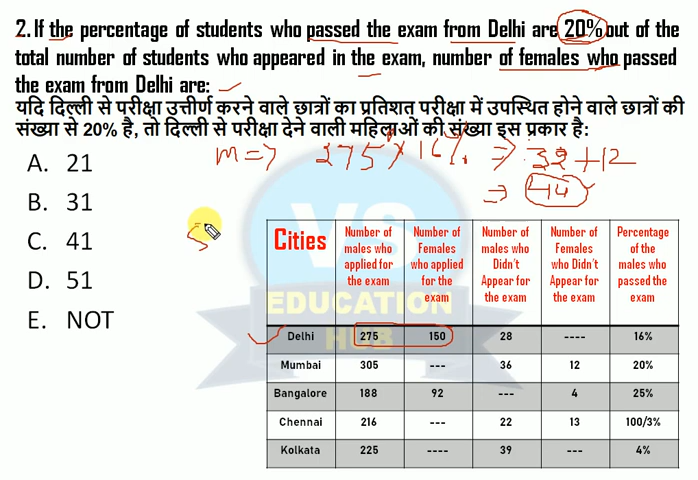 2. If the percentage of students who passed the exam from Delhi are 20% out of the
total number of students who appeared in the exam, number of females who passed
the exam from Delhi are:
यदि दिल्ली से परीक्षा उत्तीर्ण करने वाले छात्रों का प्रतिशत परीक्षा में उपस्थित होने वाले छात्रों की
संख्या से 20% है, तो दिल्ली से परीक्षा देने वाली महिलाओं की संख्या इस प्रकार है:
m => 275 × 16% => 32 + 12
=> 44
A. 21
B. 31
C. 41
D. 51
E. NOT
VS
EDUCATION
HUB
Cities Number of males who applied for the exam Number of Females who applied for the exam Number of males who Didn't Appear for the exam Number of Females who Didn't Appear for the exam Percentage of the males who passed the exam
Delhi 275 150 28 ---- 16%
Mumbai 305 --- 36 12 20%
Bangalore 188 92 --- 4 25%
Chennai 216 --- 22 13 100/3%
Kolkata 225 ---- 39 --- 4%